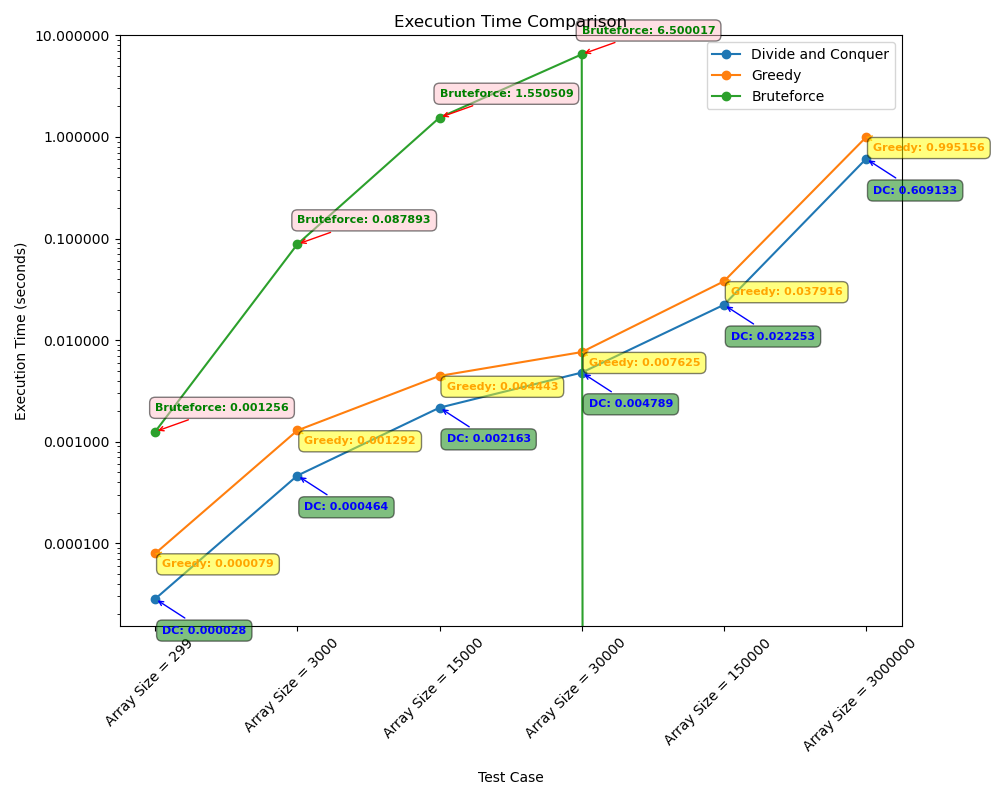 Execution Time Comparison
Divide and Conquer
Greedy
Bruteforce
Execution Time (seconds)
10.000000
1.000000
0.100000
0.010000
0.001000
0.000100
Bruteforce: 6.500017
Bruteforce: 1.550509
Bruteforce: 0.087893
Bruteforce: 0.001256
Greedy: 0.995156
Greedy: 0.037916
Greedy: 0.007625
Greedy: 0.004443
Greedy: 0.001292
Greedy: 0.000079
DC: 0.609133
DC: 0.022253
DC: 0.004789
DC: 0.002163
DC: 0.000464
DC: 0.000028
Array Size = 299
Array Size = 3000
Array Size = 15000
Array Size = 30000
Array Size = 150000
Array Size = 3000000
Test Case